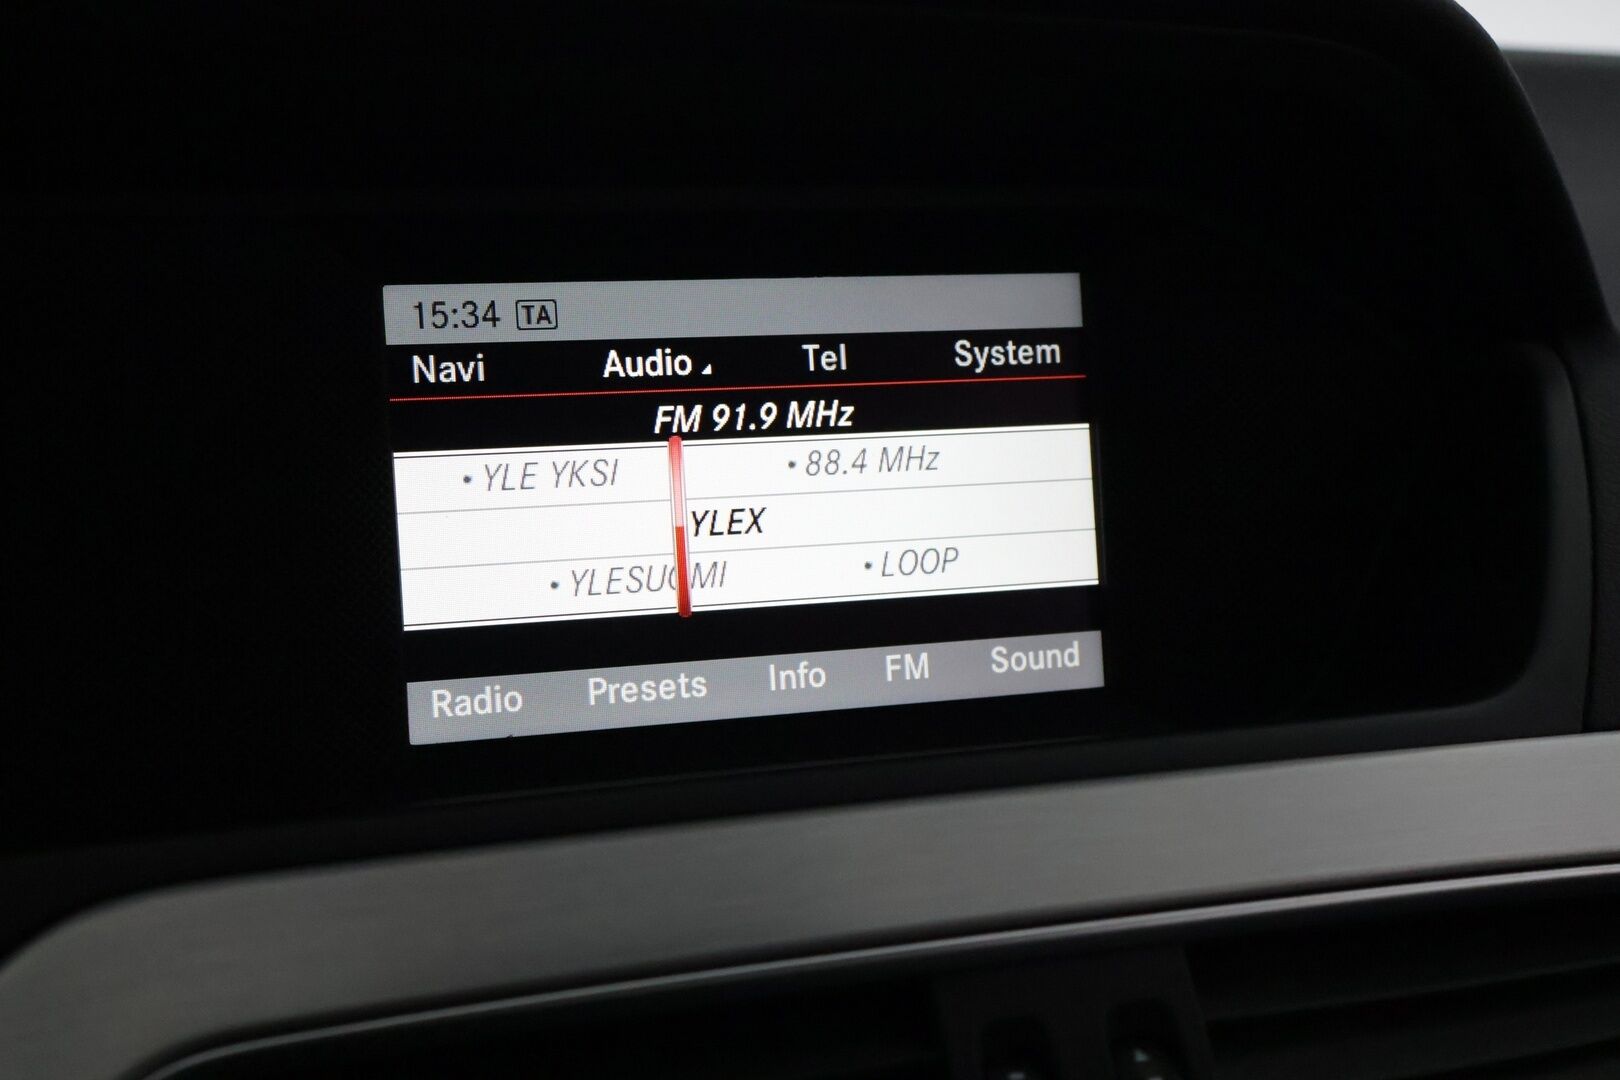 15:34 TA
Navi Audio Tel System
FM 91.9 MHz
• YLE YKSI • 88.4 MHz
YLEX
• YLESUOMI • LOOP
Radio Presets Info FM Sound